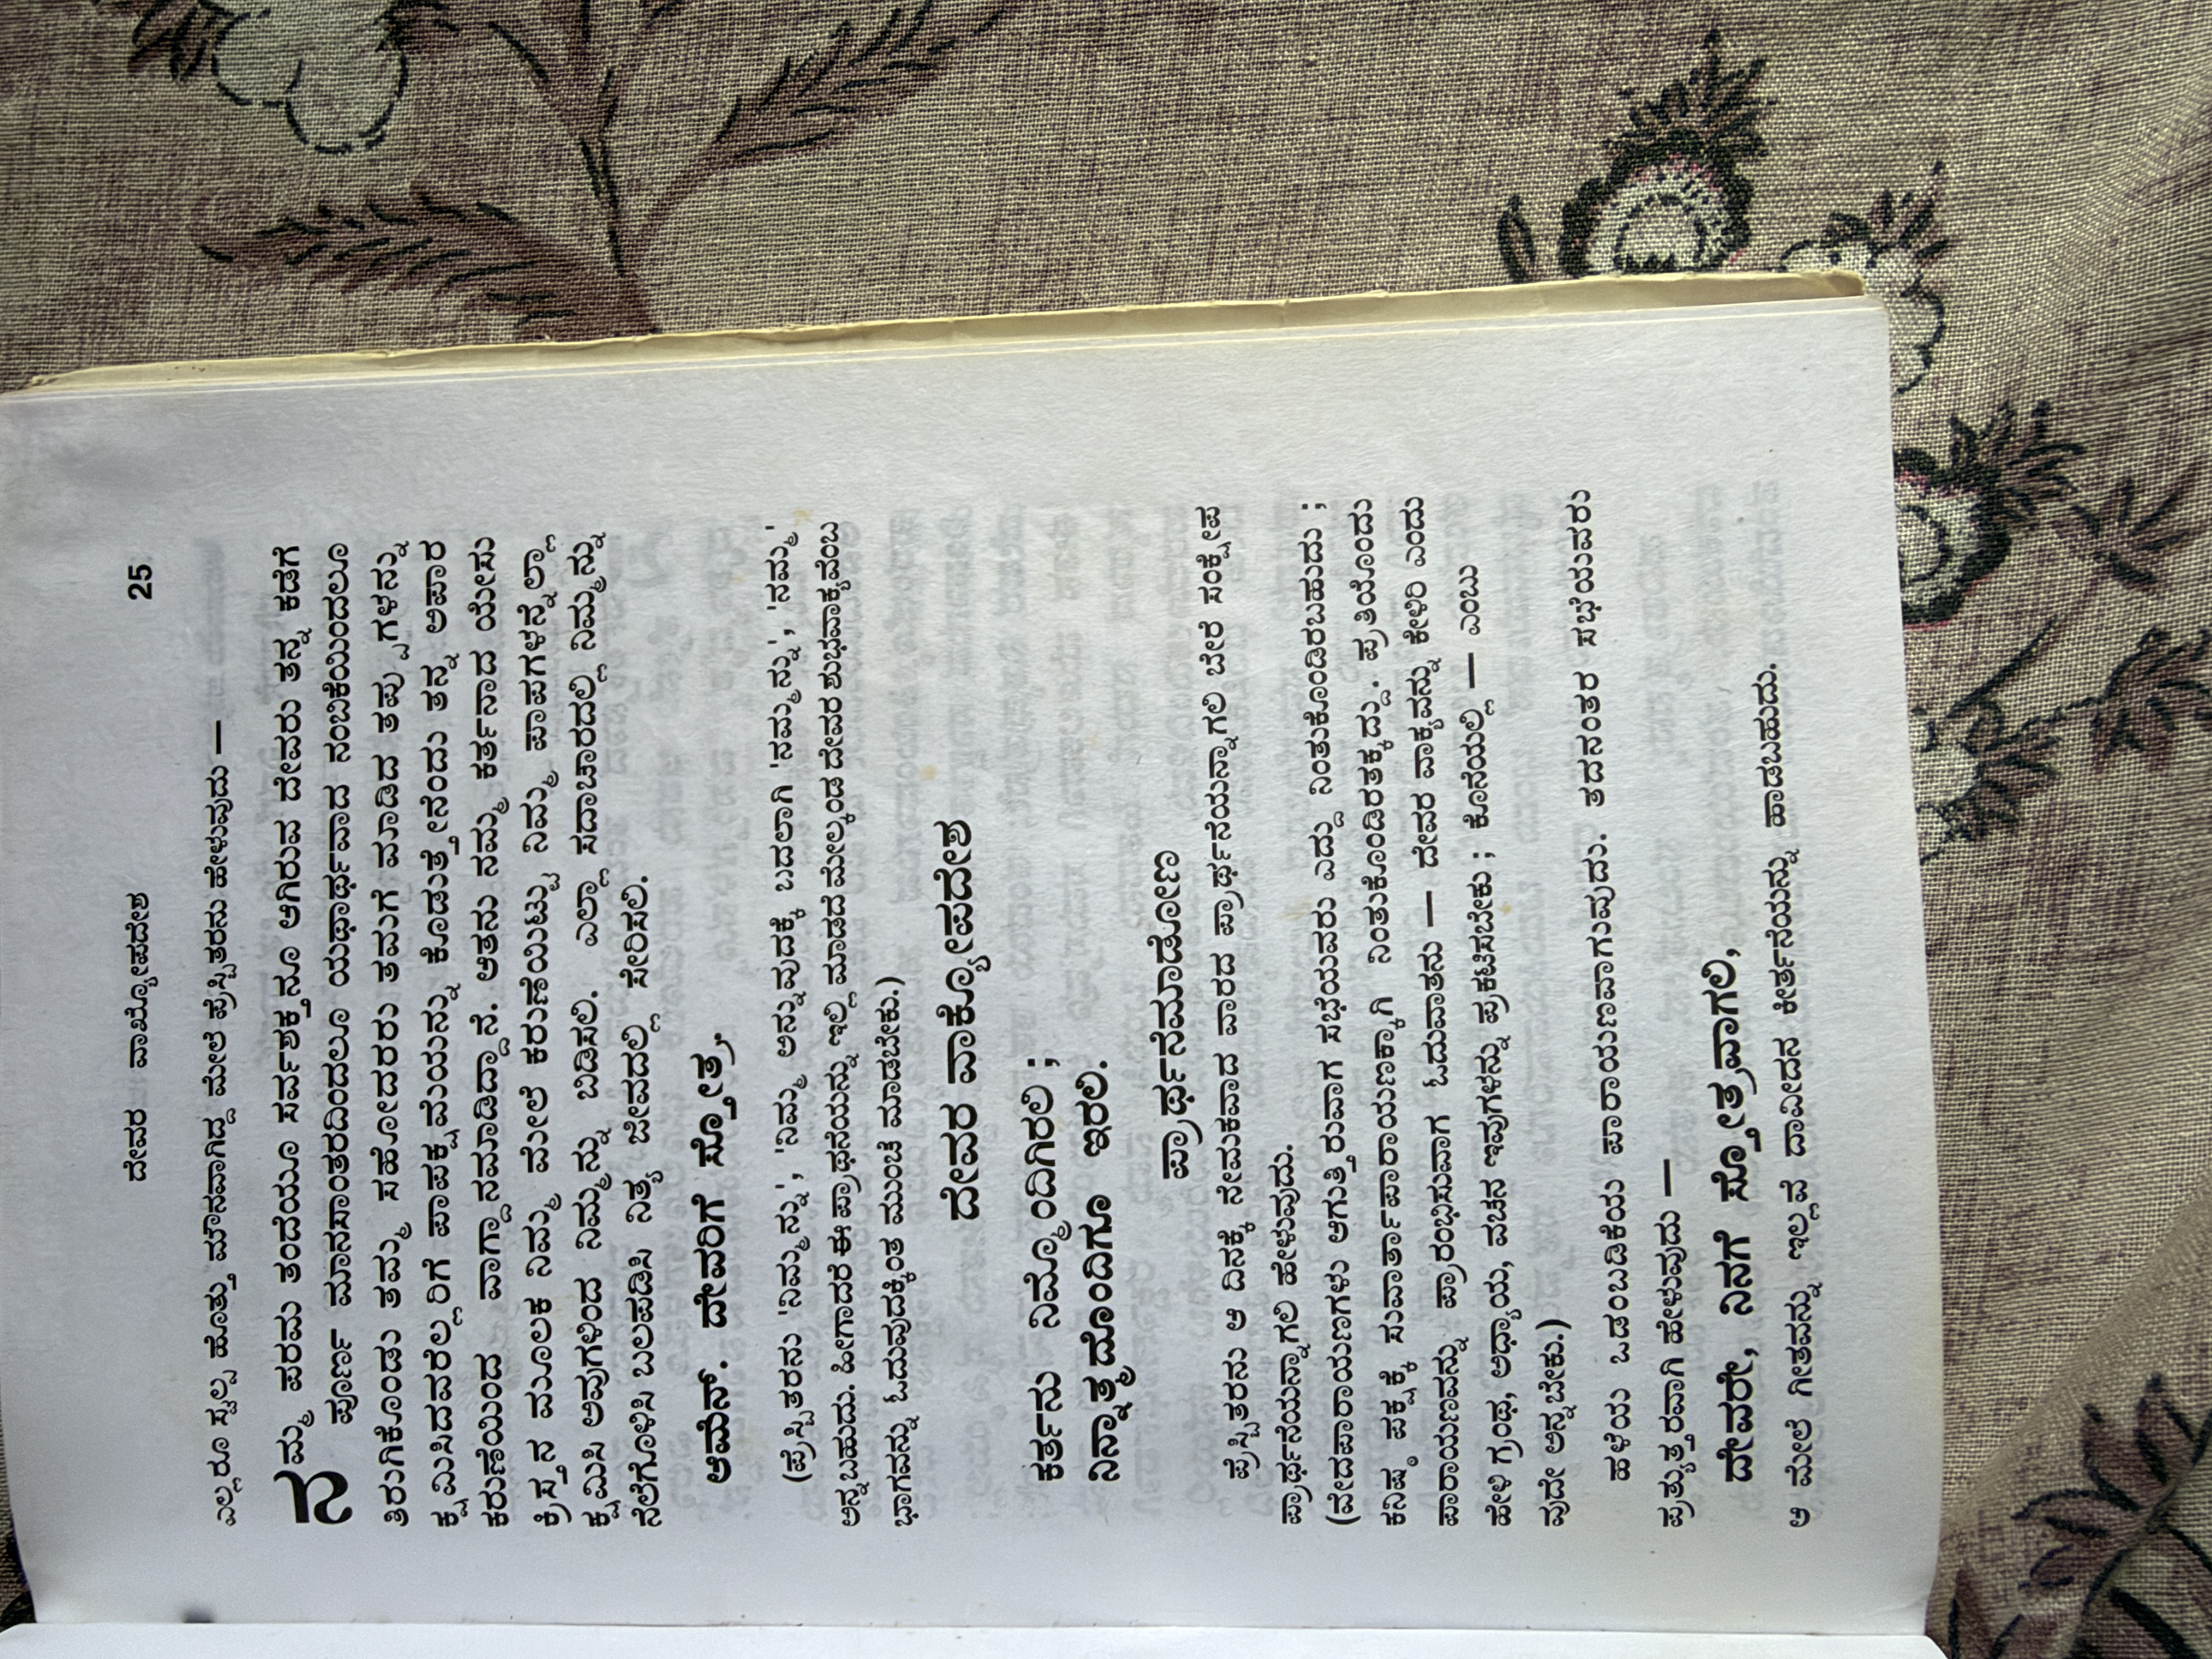 ದೇವರ ವಾಖ್ಯೋಪದೇಶ 25
ಎಲ್ಲರೂ ಸ್ವಲ್ಪ ಹೊತ್ತು ಮೌನವಾಗಿದ್ದ ಮೇಲೆ ಪ್ರೆಸ್ಬಿತರನು ಹೇಳುವುದು —
ನಮ್ಮ ಪರಮ ತಂದೆಯೂ ಸರ್ವಶಕ್ತನೂ ಆಗಿರುವ ದೇವರು ತನ್ನ ಕಡೆಗೆ
ಪೂರ್ಣ ಮಾನಸಾಂತರದಿಂದಲೂ ಯಥಾರ್ಥವಾದ ನಂಬಿಕೆಯಿಂದಲೂ
ತಿರುಗಿಕೊಂಡು ತಮ್ಮ ಸಹೋದರರು ತಮಗೆ ಮಾಡಿದ ತಪ್ಪುಗಳನ್ನು
ಕ್ಷಮಿಸಿದವರೆಲ್ಲರಿಗೆ ಪಾಪಕ್ಷಮೆಯನ್ನು ಕೊಡುತ್ತೇನೆಂದು ತನ್ನ ಅಪಾರ
ಕರುಣೆಯಿಂದ ವಾಗ್ದಾನಮಾಡಿದ್ದಾನೆ. ಆತನು ನಮ್ಮ ಕರ್ತನಾದ ಯೇಸು
ಕ್ರಿಸ್ತನ ಮೂಲಕ ನಿಮ್ಮ ಮೇಲೆ ಕರುಣೆಯಿಟ್ಟು ನಿಮ್ಮ ಪಾಪಗಳನ್ನೆಲ್ಲಾ
ಕ್ಷಮಿಸಿ ಅವುಗಳಿಂದ ನಿಮ್ಮನ್ನು ಬಿಡಿಸಲಿ. ಎಲ್ಲಾ ಸದಾಚಾರದಲ್ಲಿ ನಿಮ್ಮನ್ನು
ನೆಲೆಗೊಳಿಸಿ ಬಲಪಡಿಸಿ ನಿತ್ಯ ಜೀವದಲ್ಲಿ ಸೇರಿಸಲಿ.
ಆಮೆನ್. ದೇವರಿಗೆ ಸ್ತೋತ್ರ.
(ಪ್ರೆಸ್ಬಿತರನು 'ನಿಮ್ಮನ್ನು', 'ನಿಮ್ಮ ಅನ್ನುವುದಕ್ಕೆ ಬದಲಾಗಿ 'ನಮ್ಮನ್ನು', 'ನಮ್ಮ'
ಅನ್ನಬಹುದು. ಹೀಗಾದರೆ ಈ ಪ್ರಾಥನೆಯನ್ನು ಇಲ್ಲಿ ಮಾಡದೆ ಮೇಲ್ಕಂಡ ದೇವರ ಶುಭವಾಕ್ಯವೆಂಬ
ಭಾಗವನ್ನು ಓದುವುದಕ್ಕಿಂತ ಮುಂಚೆ ಮಾಡಬೇಕು.)
ದೇವರ ವಾಕ್ಯೋಪದೇಶ
ಕರ್ತನು ನಿಮ್ಮೊಂದಿಗಿರಲಿ ;
ನಿನ್ನಾತ್ಮದೊಂದಿಗೂ ಇರಲಿ.
ಪ್ರಾರ್ಥನೆಮಾಡೋಣ
ಪ್ರೆಸ್ಬಿತರನು ಆ ದಿನಕ್ಕೆ ನೇಮಕವಾದ ವಾರದ ಪ್ರಾರ್ಥನೆಯನ್ನಾಗಲಿ ಬೇರೆ ಸಂಕ್ಷೇಪ
ಪ್ರಾರ್ಥನೆಯನ್ನಾಗಲಿ ಹೇಳುವುದು.
(ವೇದಪಾರಾಯಣಗಳು ಆಗುತ್ತಿರುವಾಗ ಸಭೆಯವರು ಎದ್ದು ನಿಂತುಕೊಂಡಿರಬಹುದು ;
ಕನಿಷ್ಠ ಪಕ್ಷಕ್ಕೆ ಸುವಾರ್ತಾಪಾರಾಯಣಕ್ಕಾಗಿ ನಿಂತುಕೊಂಡಿರತಕ್ಕದ್ದು. ಪ್ರತಿಯೊಂದು
ಪಾರಾಯಣವನ್ನು ಪ್ರಾರಂಭಿಸುವಾಗ ಓದುವಾತನು — ದೇವರ ವಾಕ್ಯವನ್ನು ಕೇಳಿರಿ ಎಂದು
ಹೇಳಿ ಗ್ರಂಥ, ಅಧ್ಯಾಯ, ವಚನ ಇವುಗಳನ್ನು ಪ್ರಕಟಿಸಬೇಕು ; ಕೊನೆಯಲ್ಲಿ — ಎಂಬು
ವುದೇ ಅನ್ನಬೇಕು.)
ಹಳೆಯ ಒಡಂಬಡಿಕೆಯ ಪಾರಾಯಣವಾಗುವುದು. ತದನಂತರ ಸಭೆಯವರು
ಪ್ರತ್ಯುತ್ತರವಾಗಿ ಹೇಳುವುದು —
ದೇವರೇ, ನಿನಗೆ ಸ್ತೋತ್ರವಾಗಲಿ,
ಆ ಮೇಲೆ ಗೀತವನ್ನು ಇಲ್ಲವೆ ದಾವೀದನ ಕೀರ್ತನೆಯನ್ನು ಹಾಡಬಹುದು.